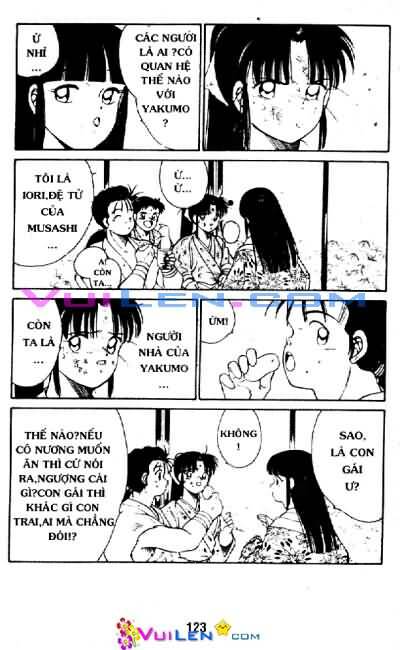 Ừ
NHỈ
...
CÁC NGƯỜI
LÀ AI ?CÓ
QUAN HỆ
THẾ NÀO
VỚI
YAKUMO
?
TÔI LÀ
IORI,ĐỆ TỬ
CỦA
MUSASHI
...
À!
CÒN
TA...
Ừ...
Ừ...
VUILEN.COM
CÒN
TA LÀ
...
NGƯỜI
NHÀ CỦA
YAKUMO
...
ỪM!
THẾ NÀO?NẾU
CÔ NƯƠNG MUỐN
ĂN THÌ CỨ NÓI
RA,NGƯỢNG CÁI
GÌ?CON GÁI THÌ
KHÁC GÌ CON
TRAI,AI MÀ CHẲNG
ĐÓI!?
KHÔNG
!
SAO,
LÀ CON
GÁI
Ư?
123
VUILEN.COM